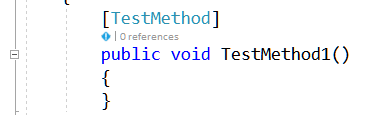 {
[TestMethod]
| 0 references
public void TestMethod1()
{
}